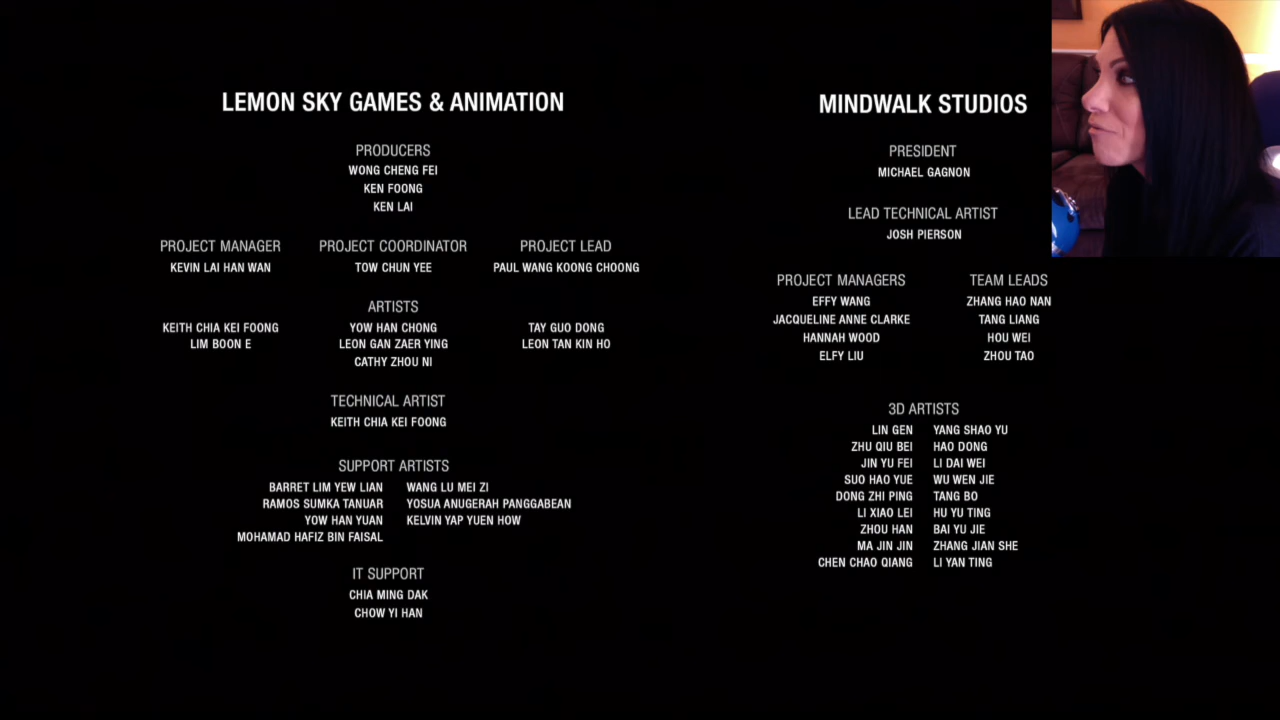 LEMON SKY GAMES & ANIMATION
PRODUCERS
WONG CHENG FEI
KEN FOONG
KEN LAI
PROJECT MANAGER PROJECT COORDINATOR PROJECT LEAD
KEVIN LAI HAN WAN TOW CHUN YEE PAUL WANG KOONG CHOONG
ARTISTS
KEITH CHIA KEI FOONG YOW HAN CHONG TAY GUO DONG
LIM BOON E LEON GAN ZAER YING LEON TAN KIN HO
CATHY ZHOU NI
TECHNICAL ARTIST
KEITH CHIA KEI FOONG
SUPPORT ARTISTS
BARRET LIM YEW LIAN WANG LU MEI ZI
RAMOS SUMKA TANUAR YOSUA ANUGERAH PANGGABEAN
YOW HAN YUAN KELVIN YAP YUEN HOW
MOHAMAD HAFIZ BIN FAISAL
IT SUPPORT
CHIA MING DAK
CHOW YI HAN
MINDWALK STUDIOS
PRESIDENT
MICHAEL GAGNON
LEAD TECHNICAL ARTIST
JOSH PIERSON
PROJECT MANAGERS TEAM LEADS
EFFY WANG ZHANG HAO NAN
JACQUELINE ANNE CLARKE TANG LIANG
HANNAH WOOD HOU WEI
ELFY LIU ZHOU TAO
3D ARTISTS
LIN GEN YANG SHAO YU
ZHU QIU BEI HAO DONG
JIN YU FEI LI DAI WEI
SUO HAO YUE WU WEN JIE
DONG ZHI PING TANG BO
LI XIAO LEI HU YU TING
ZHOU HAN BAI YU JIE
MA JIN JIN ZHANG JIAN SHE
CHEN CHAO QIANG LI YAN TING